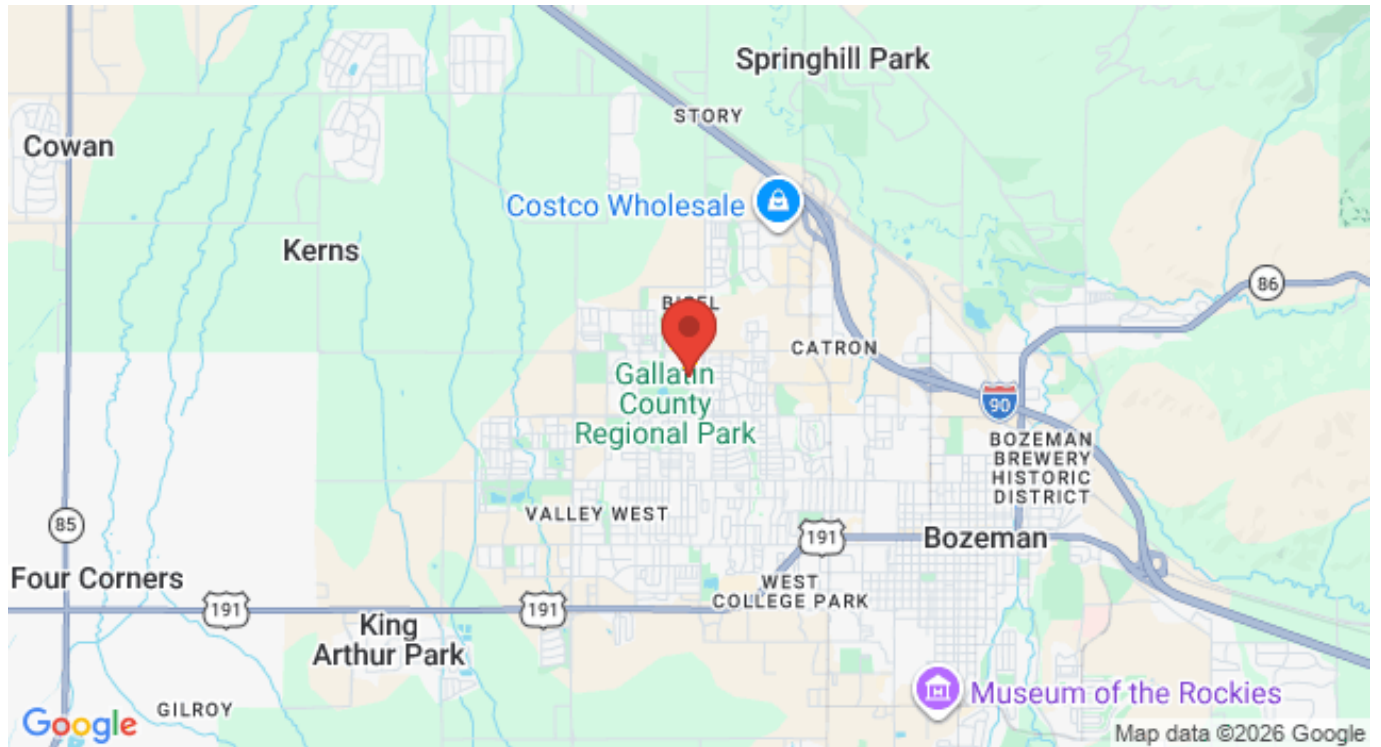 Springhill Park
STORY
Cowan
Costco Wholesale
Kerns
86
CATRON
Gallatin
County
Regional Park
90
BOZEMAN
BREWERY
HISTORIC
DISTRICT
VALLEY WEST
85
191
Bozeman
Four Corners
WEST
COLLEGE PARK
191
191
King
Arthur Park
Museum of the Rockies
GILROY
Google
Map data ©2026 Google